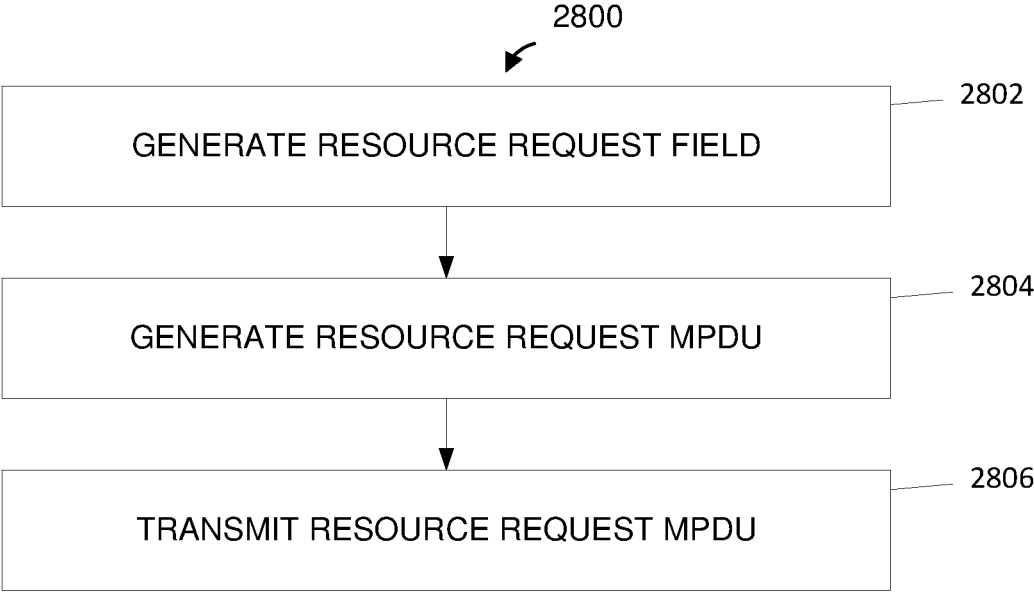 2800
2802
GENERATE RESOURCE REQUEST FIELD
2804
GENERATE RESOURCE REQUEST MPDU
2806
TRANSMIT RESOURCE REQUEST MPDU